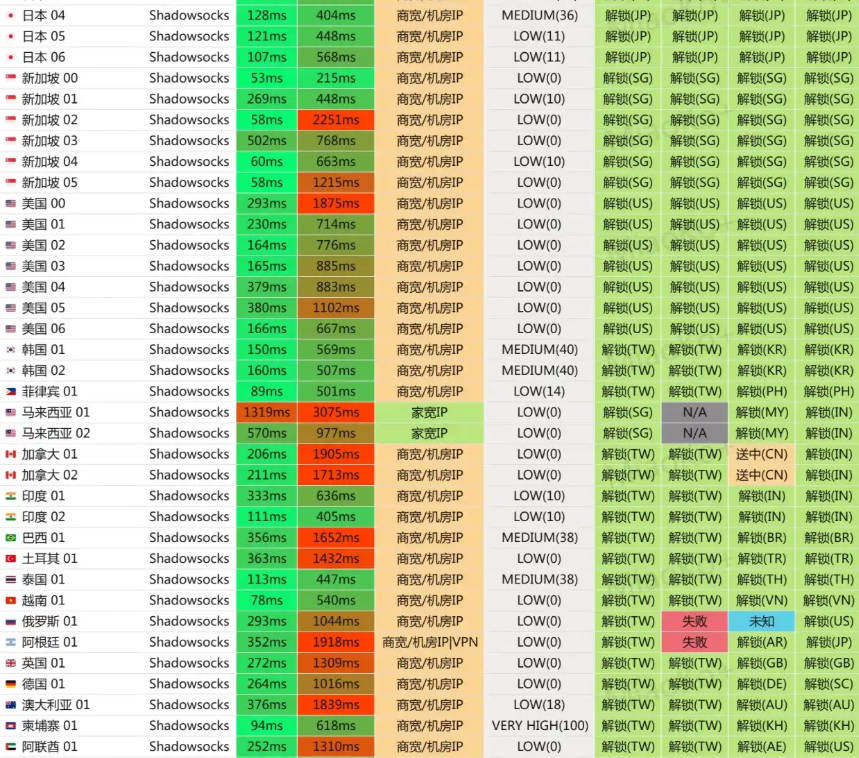 日本 04 Shadowsocks 128ms 404ms 商宽/机房IP MEDIUM(36) 解锁(JP) 解锁(JP) 解锁(JP) 解锁(JP)
日本 05 Shadowsocks 121ms 448ms 商宽/机房IP LOW(11) 解锁(JP) 解锁(JP) 解锁(JP) 解锁(JP)
日本 06 Shadowsocks 107ms 568ms 商宽/机房IP LOW(11) 解锁(JP) 解锁(JP) 解锁(JP) 解锁(JP)
新加坡 00 Shadowsocks 53ms 215ms 商宽/机房IP LOW(0) 解锁(SG) 解锁(SG) 解锁(SG) 解锁(SG)
新加坡 01 Shadowsocks 269ms 448ms 商宽/机房IP LOW(10) 解锁(SG) 解锁(SG) 解锁(SG) 解锁(SG)
新加坡 02 Shadowsocks 58ms 2251ms 商宽/机房IP LOW(0) 解锁(SG) 解锁(SG) 解锁(SG) 解锁(SG)
新加坡 03 Shadowsocks 502ms 768ms 商宽/机房IP LOW(0) 解锁(SG) 解锁(SG) 解锁(SG) 解锁(SG)
新加坡 04 Shadowsocks 60ms 663ms 商宽/机房IP LOW(10) 解锁(SG) 解锁(SG) 解锁(SG) 解锁(SG)
新加坡 05 Shadowsocks 58ms 1215ms 商宽/机房IP LOW(0) 解锁(SG) 解锁(SG) 解锁(SG) 解锁(SG)
美国 00 Shadowsocks 293ms 1875ms 商宽/机房IP LOW(0) 解锁(US) 解锁(US) 解锁(US) 解锁(US)
美国 01 Shadowsocks 230ms 714ms 商宽/机房IP LOW(0) 解锁(US) 解锁(US) 解锁(US) 解锁(US)
美国 02 Shadowsocks 164ms 776ms 商宽/机房IP LOW(0) 解锁(US) 解锁(US) 解锁(US) 解锁(US)
美国 03 Shadowsocks 165ms 885ms 商宽/机房IP LOW(0) 解锁(US) 解锁(US) 解锁(US) 解锁(US)
美国 04 Shadowsocks 379ms 883ms 商宽/机房IP LOW(0) 解锁(US) 解锁(US) 解锁(US) 解锁(US)
美国 05 Shadowsocks 380ms 1102ms 商宽/机房IP LOW(0) 解锁(US) 解锁(US) 解锁(US) 解锁(US)
美国 06 Shadowsocks 166ms 667ms 商宽/机房IP LOW(0) 解锁(US) 解锁(US) 解锁(US) 解锁(US)
韩国 01 Shadowsocks 150ms 569ms 商宽/机房IP MEDIUM(40) 解锁(TW) 解锁(TW) 解锁(KR) 解锁(KR)
韩国 02 Shadowsocks 160ms 507ms 商宽/机房IP MEDIUM(40) 解锁(TW) 解锁(TW) 解锁(KR) 解锁(KR)
菲律宾 01 Shadowsocks 89ms 501ms 商宽/机房IP LOW(14) 解锁(TW) 解锁(TW) 解锁(PH) 解锁(PH)
马来西亚 01 Shadowsocks 1319ms 3075ms 家宽IP LOW(0) 解锁(SG) N/A 解锁(MY) 解锁(IN)
马来西亚 02 Shadowsocks 570ms 977ms 家宽IP LOW(0) 解锁(SG) N/A 解锁(MY) 解锁(IN)
加拿大 01 Shadowsocks 206ms 1905ms 商宽/机房IP LOW(0) 解锁(TW) 解锁(TW) 送中(CN) 解锁(IN)
加拿大 02 Shadowsocks 211ms 1713ms 商宽/机房IP LOW(0) 解锁(TW) 解锁(TW) 送中(CN) 解锁(IN)
印度 01 Shadowsocks 333ms 636ms 商宽/机房IP LOW(10) 解锁(TW) 解锁(TW) 解锁(IN) 解锁(IN)
印度 02 Shadowsocks 111ms 405ms 商宽/机房IP LOW(10) 解锁(TW) 解锁(TW) 解锁(IN) 解锁(IN)
巴西 01 Shadowsocks 356ms 1652ms 商宽/机房IP MEDIUM(38) 解锁(TW) 解锁(TW) 解锁(BR) 解锁(BR)
土耳其 01 Shadowsocks 363ms 1432ms 商宽/机房IP LOW(0) 解锁(TW) 解锁(TW) 解锁(TR) 解锁(TR)
泰国 01 Shadowsocks 113ms 447ms 商宽/机房IP MEDIUM(38) 解锁(TW) 解锁(TW) 解锁(TH) 解锁(TH)
越南 01 Shadowsocks 78ms 540ms 商宽/机房IP LOW(0) 解锁(TW) 解锁(TW) 解锁(VN) 解锁(VN)
俄罗斯 01 Shadowsocks 293ms 1044ms 商宽/机房IP LOW(0) 解锁(TW) 失败 未知 解锁(US)
阿根廷 01 Shadowsocks 352ms 1918ms 商宽/机房IP|VPN LOW(0) 解锁(TW) 失败 解锁(AR) 解锁(JP)
英国 01 Shadowsocks 272ms 1309ms 商宽/机房IP LOW(0) 解锁(TW) 解锁(TW) 解锁(GB) 解锁(GB)
德国 01 Shadowsocks 264ms 1016ms 商宽/机房IP LOW(0) 解锁(TW) 解锁(TW) 解锁(DE) 解锁(SC)
澳大利亚 01 Shadowsocks 376ms 1839ms 商宽/机房IP LOW(18) 解锁(TW) 解锁(TW) 解锁(AU) 解锁(AU)
柬埔寨 01 Shadowsocks 94ms 618ms 商宽/机房IP VERY HIGH(100) 解锁(TW) 解锁(TW) 解锁(KH) 解锁(KH)
阿联酋 01 Shadowsocks 252ms 1310ms 商宽/机房IP LOW(0) 解锁(TW) 解锁(TW) 解锁(AE) 解锁(US)